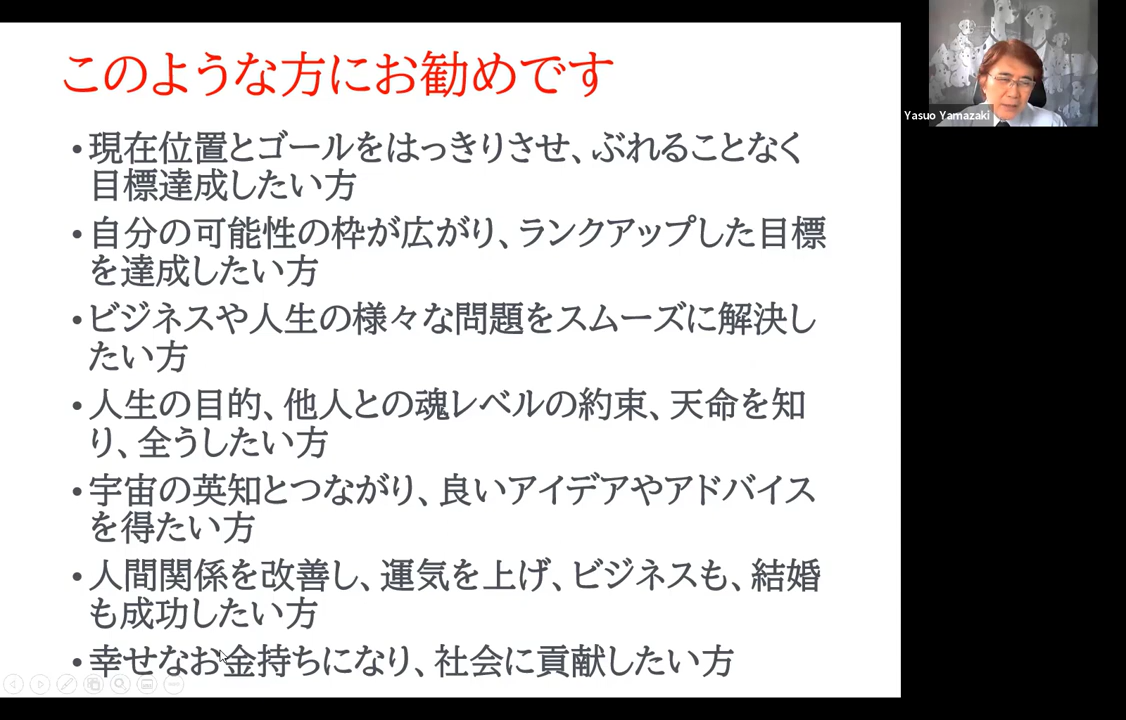 このような方にお勧めです
Yasuo Yamazaki
•現在位置とゴールをはっきりさせ、ぶれることなく
目標達成したい方
•自分の可能性の枠が広がり、ランクアップした目標
を達成したい方
•ビジネスや人生の様々な問題をスムーズに解決し
たい方
•人生の目的、他人との魂レベルの約束、天命を知
り、全うしたい方
•宇宙の英知とつながり、良いアイデアやアドバイス
を得たい方
•人間関係を改善し、運気を上げ、ビジネスも、結婚
も成功したい方
•幸せなお金持ちになり、社会に貢献したい方